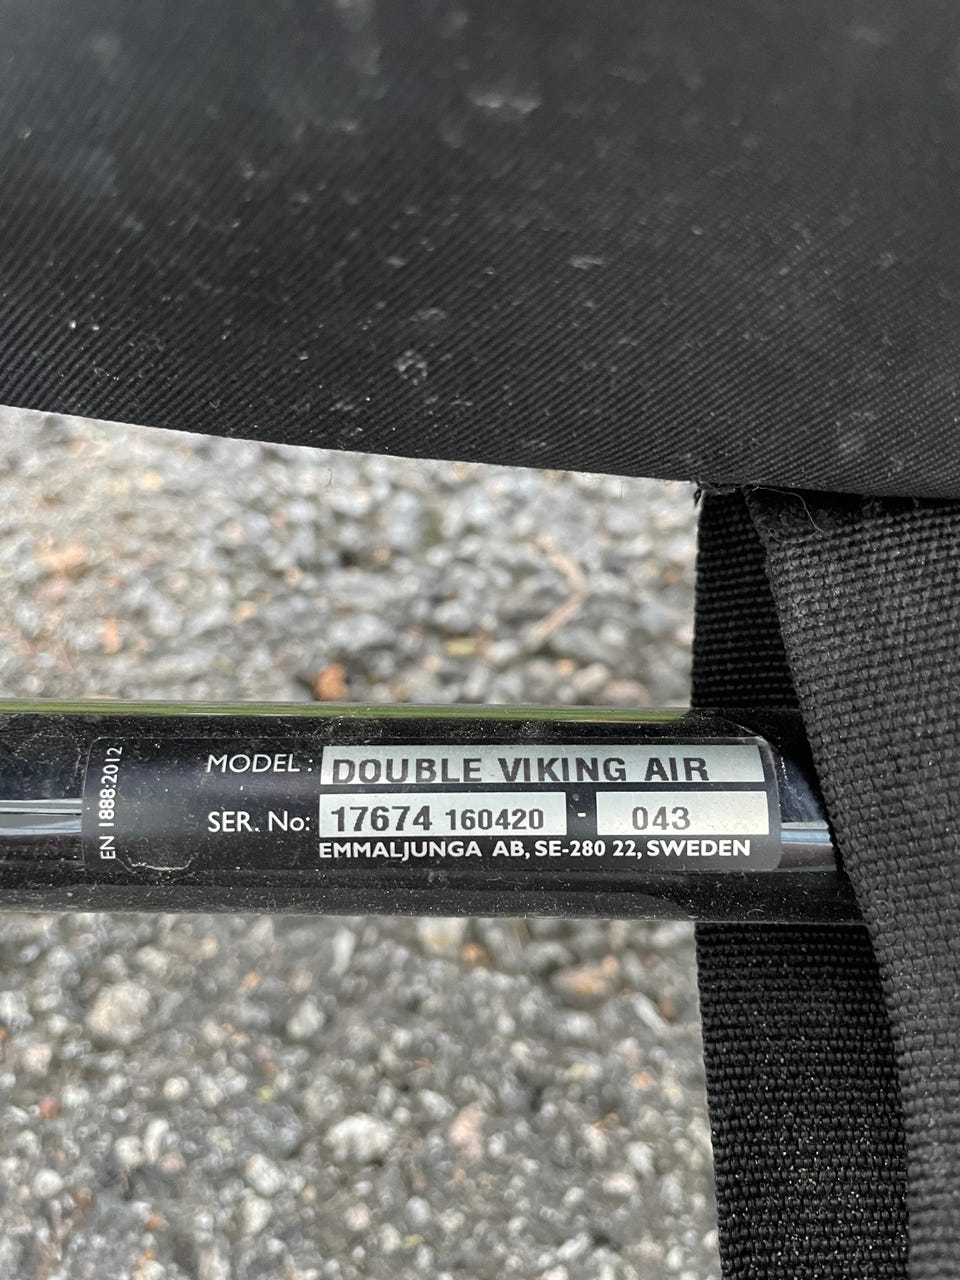 EN 1888:2012
MODEL: DOUBLE VIKING AIR
SER. No: 17674 160420 - 043
EMMALJUNGA AB, SE-280 22, SWEDEN